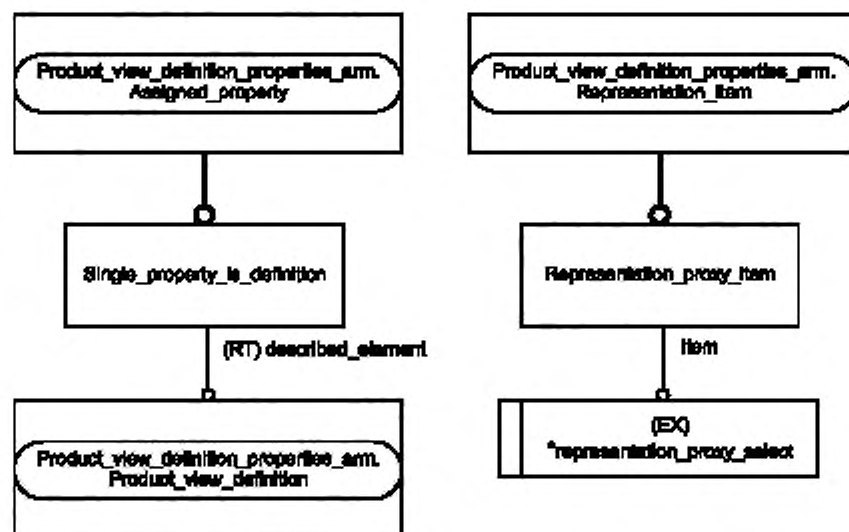 Product_view_definition_properties_arm.
Assigned_property
Product_view_definition_properties_arm.
Representation_item
Single_property_is_definition
Representation_proxy_item
(RT) described_element
item
Product_view_definition_properties_arm.
Product_view_definition
(EX)
*representation_proxy_select